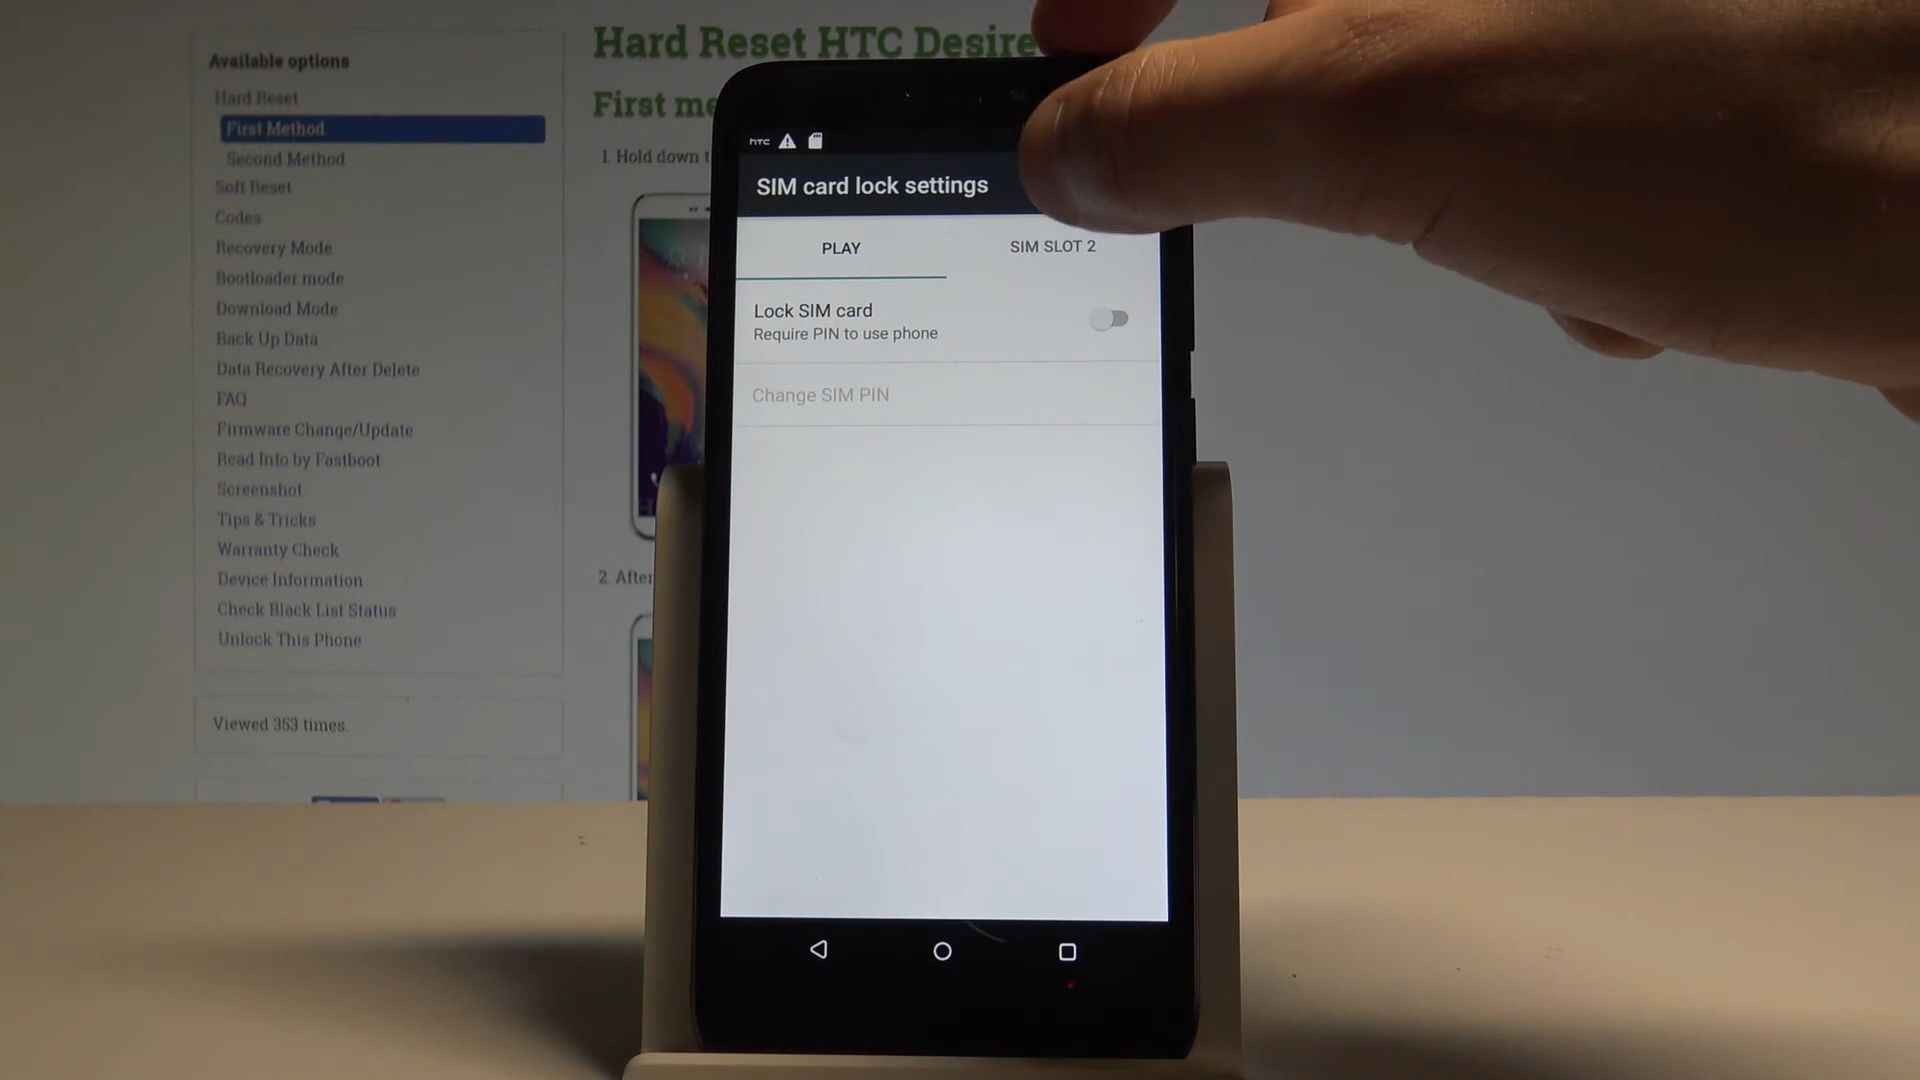 Available options
Hard Reset
First Method
Second Method
Soft Reset
Codes
Recovery Mode
Bootloader mode
Download Mode
Back Up Data
Data Recovery After Delete
FAQ
Firmware Change/Update
Read Info by Fastboot
Screenshot
Tips & Tricks
Warranty Check
Device Information
Check Black List Status
Unlock This Phone
Viewed 353 times.
Hard Reset HTC Desire
First me
1. Hold down t
2. After
htc
SIM card lock settings
PLAY
SIM SLOT 2
Lock SIM card
Require PIN to use phone
Change SIM PIN